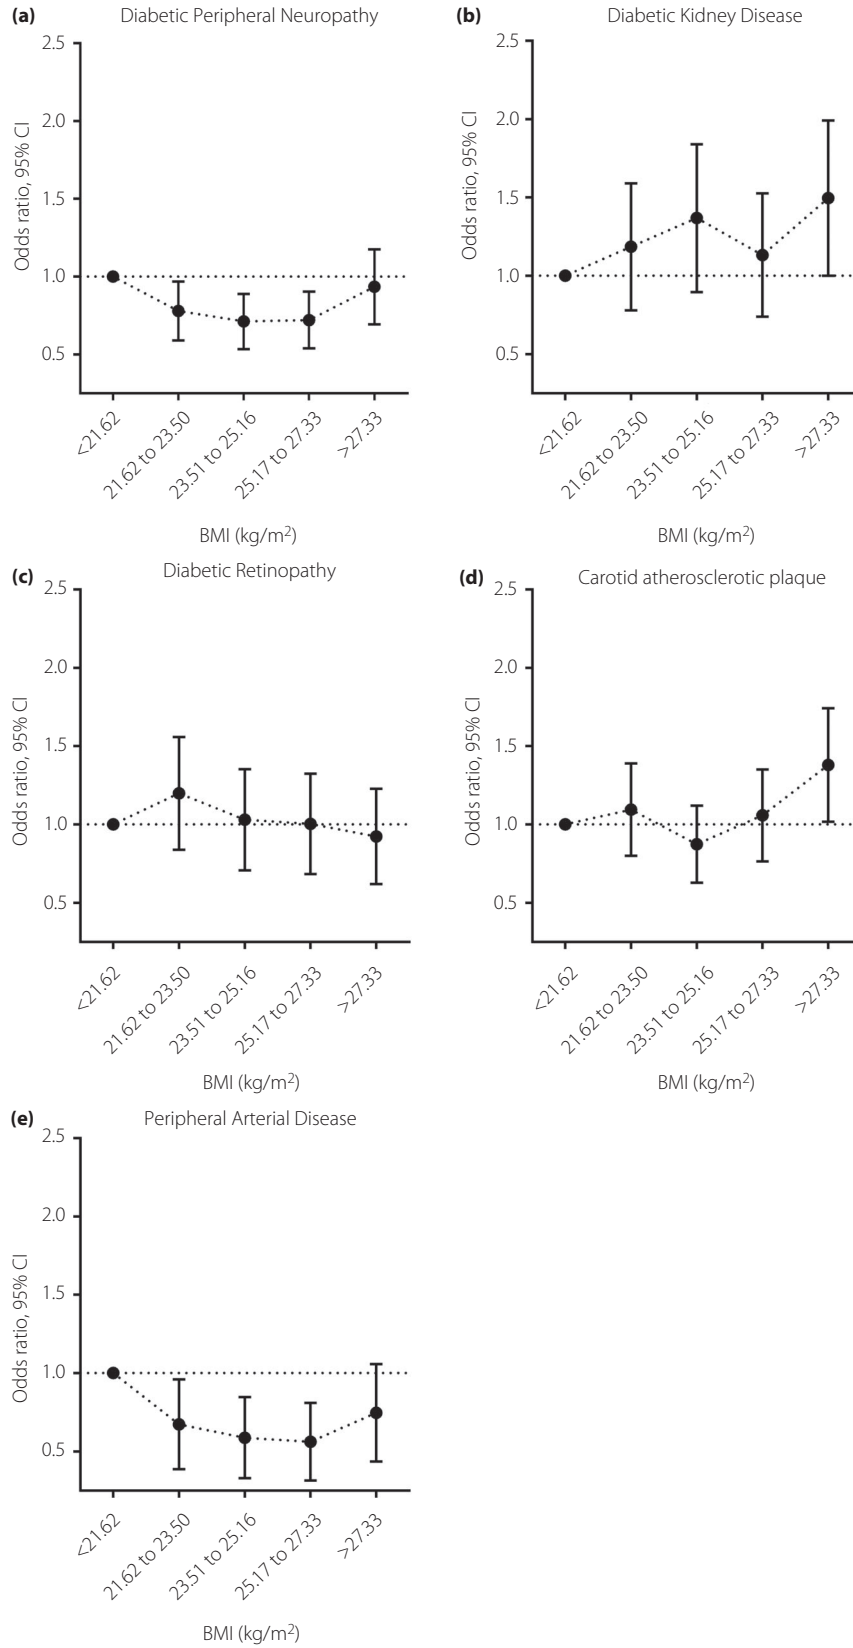 (a) Diabetic Peripheral Neuropathy
Odds ratio, 95% CI
2.5
2.0
1.5
1.0
0.5
<21.62
21.62 to 23.50
23.51 to 25.16
25.17 to 27.33
>27.33
BMI (kg/m²)
(b) Diabetic Kidney Disease
Odds ratio, 95% CI
2.5
2.0
1.5
1.0
0.5
<21.62
21.62 to 23.50
23.51 to 25.16
25.17 to 27.33
>27.33
BMI (kg/m²)
(c) Diabetic Retinopathy
Odds ratio, 95% CI
2.5
2.0
1.5
1.0
0.5
<21.62
21.62 to 23.50
23.51 to 25.16
25.17 to 27.33
>27.33
BMI (kg/m²)
(d) Carotid atherosclerotic plaque
Odds ratio, 95% CI
2.5
2.0
1.5
1.0
0.5
<21.62
21.62 to 23.50
23.51 to 25.16
25.17 to 27.33
>27.33
BMI (kg/m²)
(e) Peripheral Arterial Disease
Odds ratio, 95% CI
2.5
2.0
1.5
1.0
0.5
<21.62
21.62 to 23.50
23.51 to 25.16
25.17 to 27.33
>27.33
BMI (kg/m²)